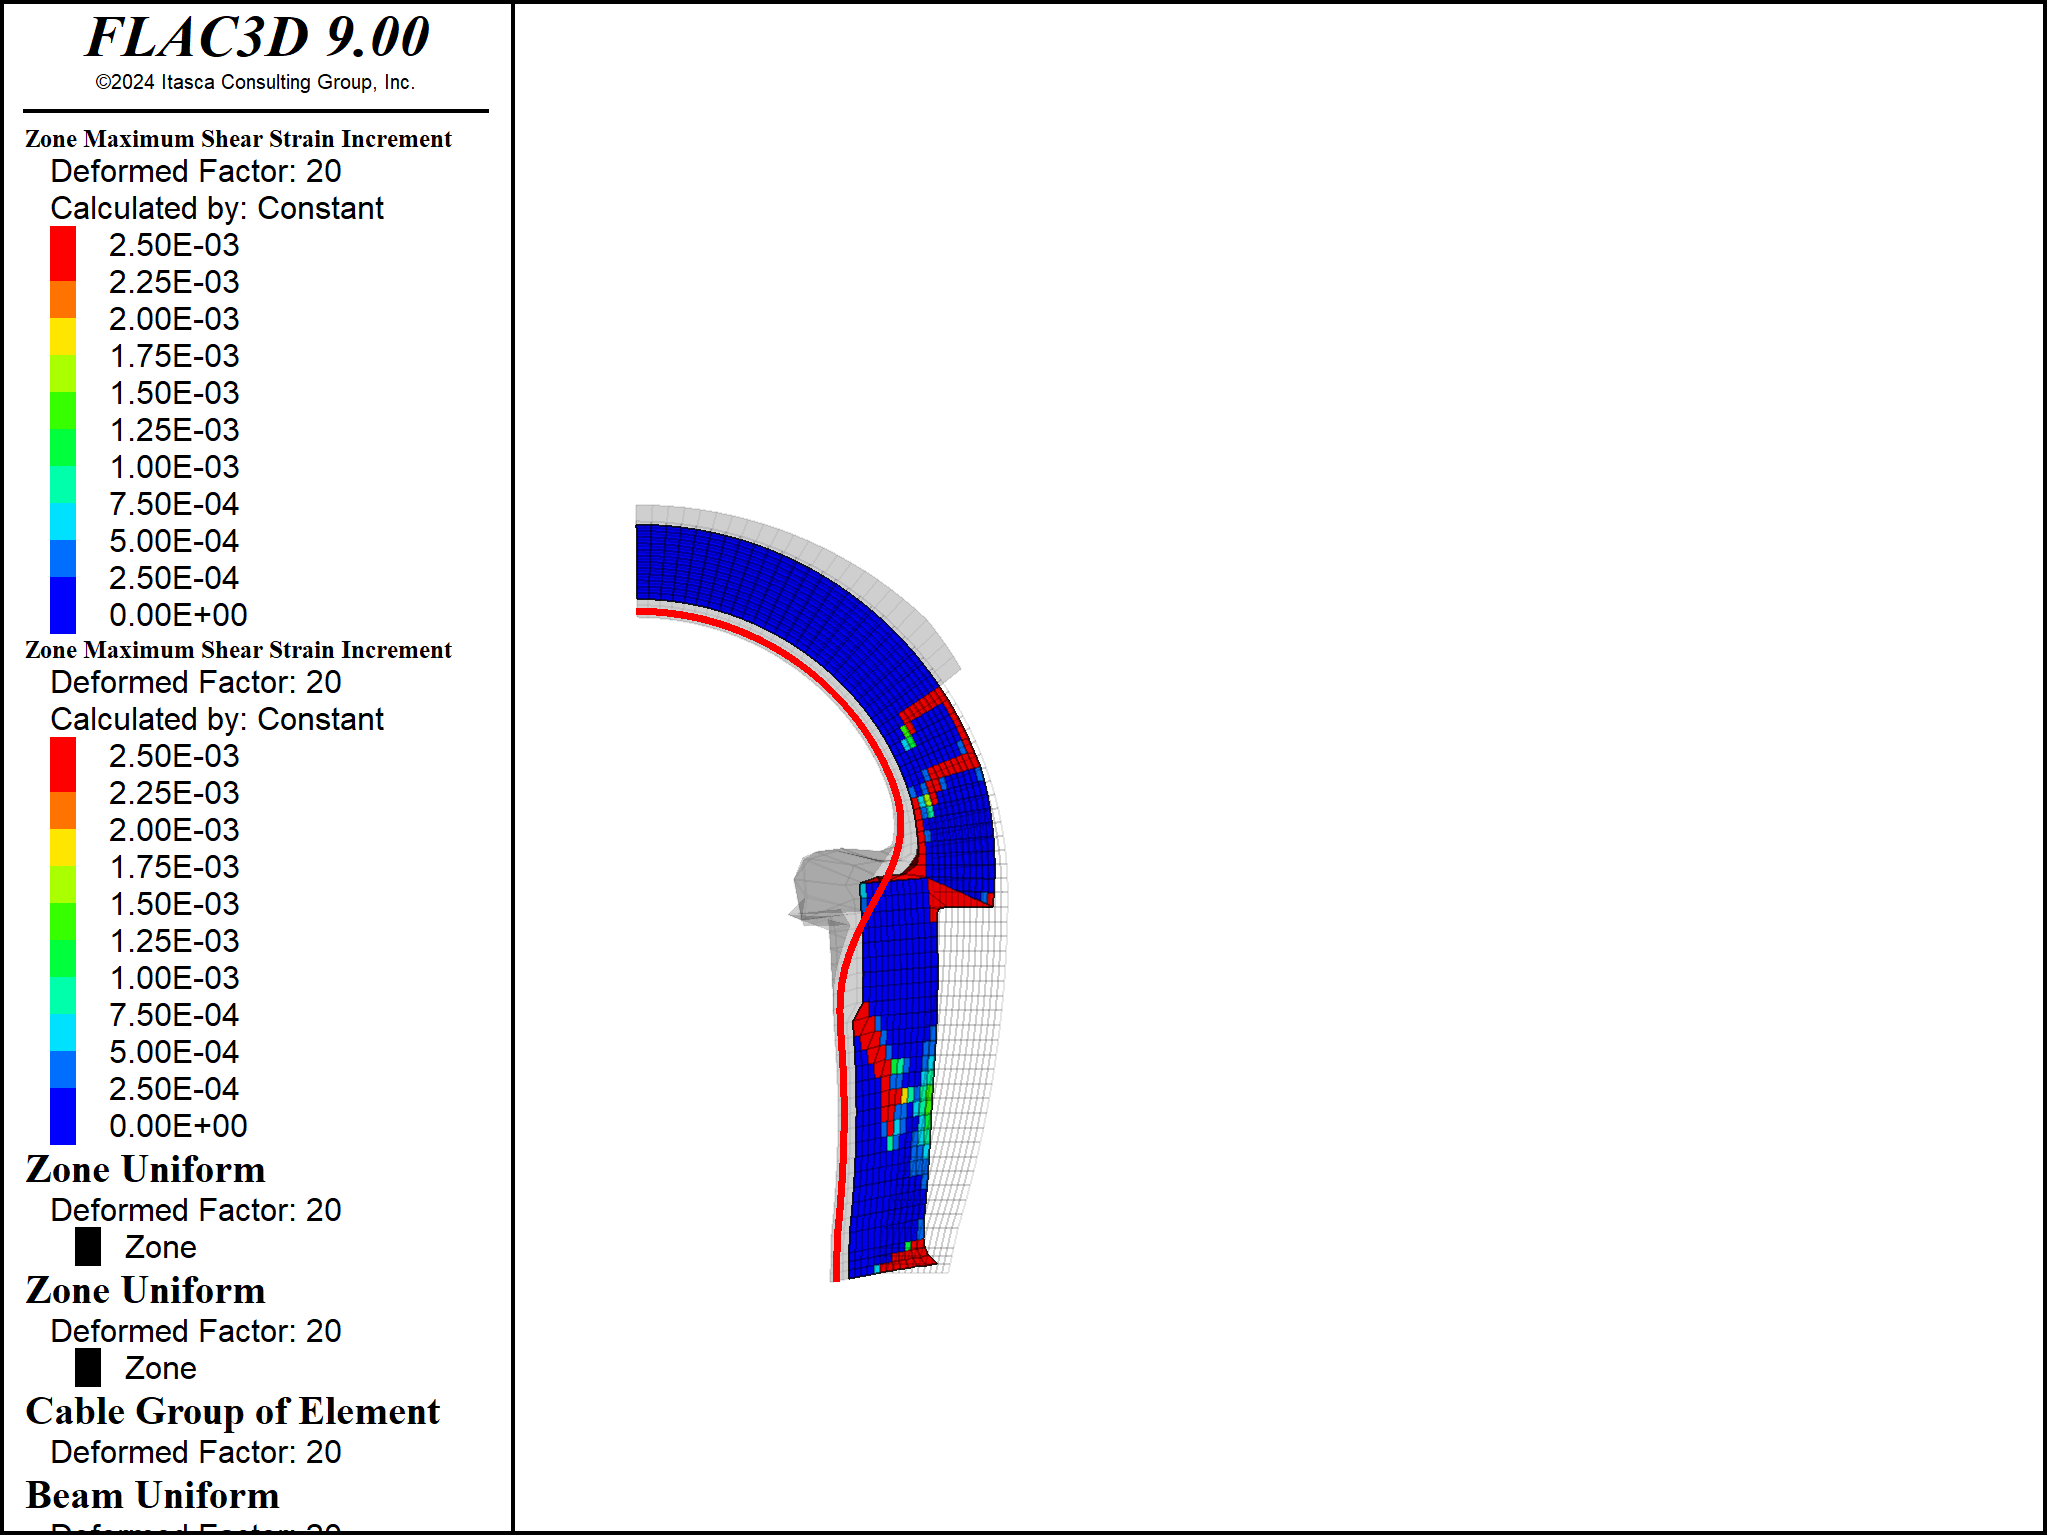 FLAC3D 9.00
©2024 Itasca Consulting Group, Inc.
Zone Maximum Shear Strain Increment
Deformed Factor: 20
Calculated by: Constant
2.50E-03
2.25E-03
2.00E-03
1.75E-03
1.50E-03
1.25E-03
1.00E-03
7.50E-04
5.00E-04
2.50E-04
0.00E+00
Zone Maximum Shear Strain Increment
Deformed Factor: 20
Calculated by: Constant
2.50E-03
2.25E-03
2.00E-03
1.75E-03
1.50E-03
1.25E-03
1.00E-03
7.50E-04
5.00E-04
2.50E-04
0.00E+00
Zone Uniform
Deformed Factor: 20
Zone
Zone Uniform
Deformed Factor: 20
Zone
Cable Group of Element
Deformed Factor: 20
Beam Uniform
Deformed Factor: 20